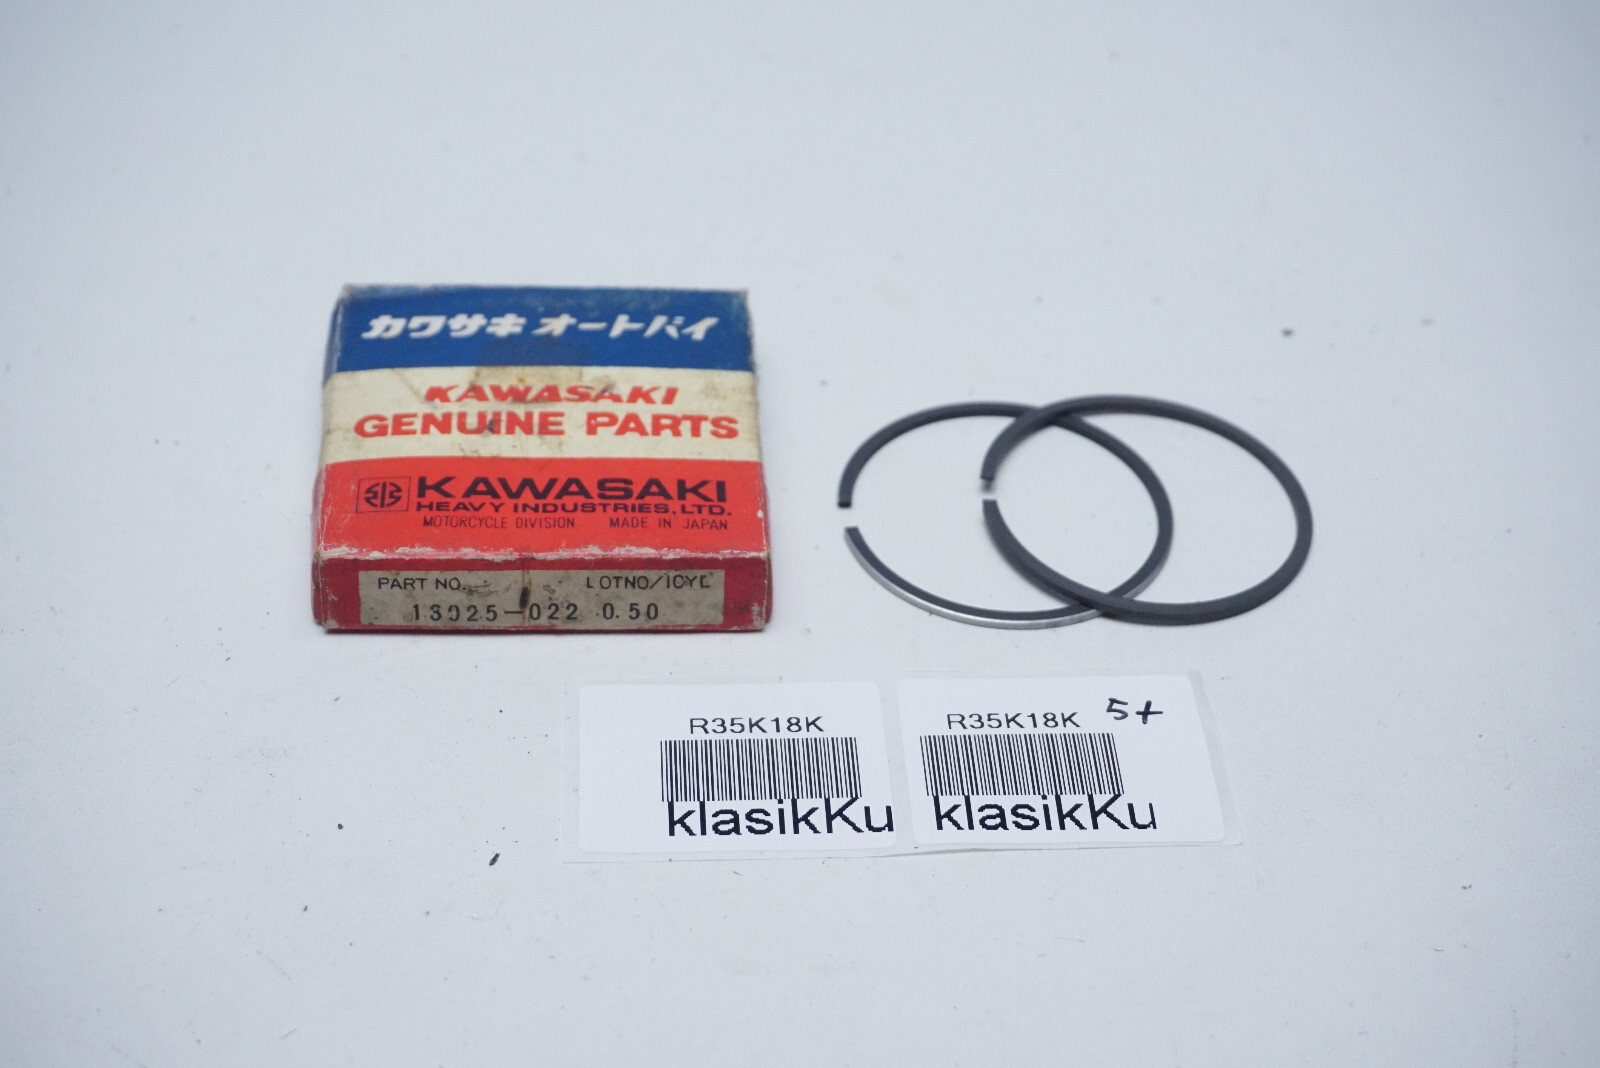 カワサキ オートバイ
KAWASAKI
GENUINE PARTS
KAWASAKI
HEAVY INDUSTRIES, LTD.
MOTORCYCLE DIVISION MADE IN JAPAN
PART NO. LOTNO/1CYL
13025-022 0.50
R35K18K
klasikKu
R35K18K 5+
klasikKu